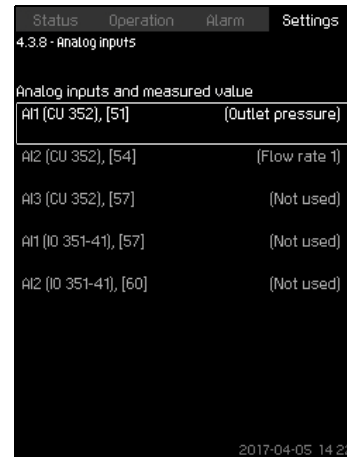 Status Operation Alarm Settings
4.3.8 - Analog inputs
Analog inputs and measured value
AI1 (CU 352), [51] (Outlet pressure)
AI2 (CU 352), [54] (Flow rate 1)
AI3 (CU 352), [57] (Not used)
AI1 (IO 351-41), [57] (Not used)
AI2 (IO 351-41), [60] (Not used)
2017-04-05 14:2